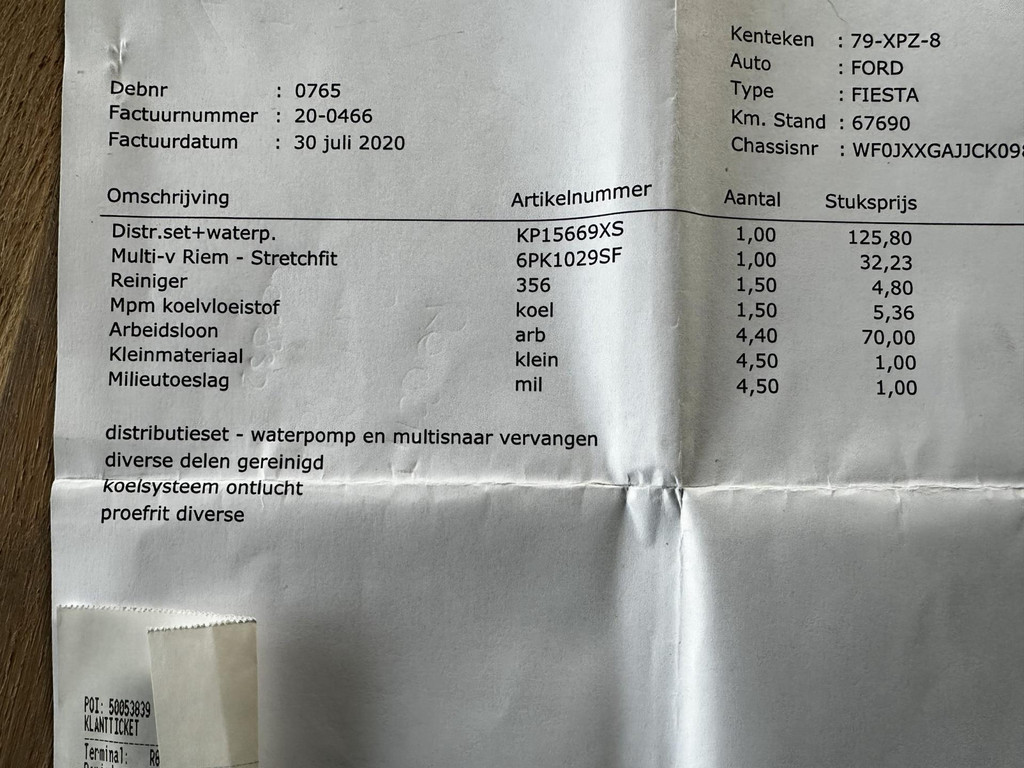 Kenteken : 79-XPZ-8
Auto : FORD
Type : FIESTA
Km. Stand : 67690
Chassisnr : WF0JXXGAJJCK098
Debnr : 0765
Factuurnummer : 20-0466
Factuurdatum : 30 juli 2020
Omschrijving Artikelnummer Aantal Stuksprijs
Distr.set+waterp. KP15669XS 1,00 125,80
Multi-v Riem - Stretchfit 6PK1029SF 1,00 32,23
Reiniger 356 1,50 4,80
Mpm koelvloeistof koel 1,50 5,36
Arbeidsloon arb 4,40 70,00
Kleinmateriaal klein 4,50 1,00
Milieutoeslag mil 4,50 1,00
distributieset - waterpomp en multisnaar vervangen
diverse delen gereinigd
koelsysteem ontlucht
proefrit diverse
POI: 50053839
KLANTTICKET
Terminal: R8